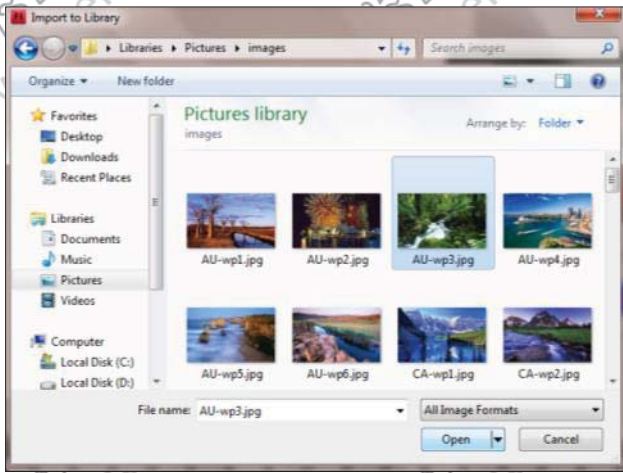 Import to Library
Libraries Pictures images
Search images
Organize New folder
Favorites
Desktop
Downloads
Recent Places
Libraries
Documents
Music
Pictures
Videos
Computer
Local Disk (C:)
Local Disk (D:)
Pictures library
images
Arrange by: Folder
AU-wp1.jpg AU-wp2.jpg AU-wp3.jpg AU-wp4.jpg
AU-wp5.jpg AU-wp6.jpg CA-wp1.jpg CA-wp2.jpg
File name: AU-wp3.jpg All Image Formats
Open Cancel